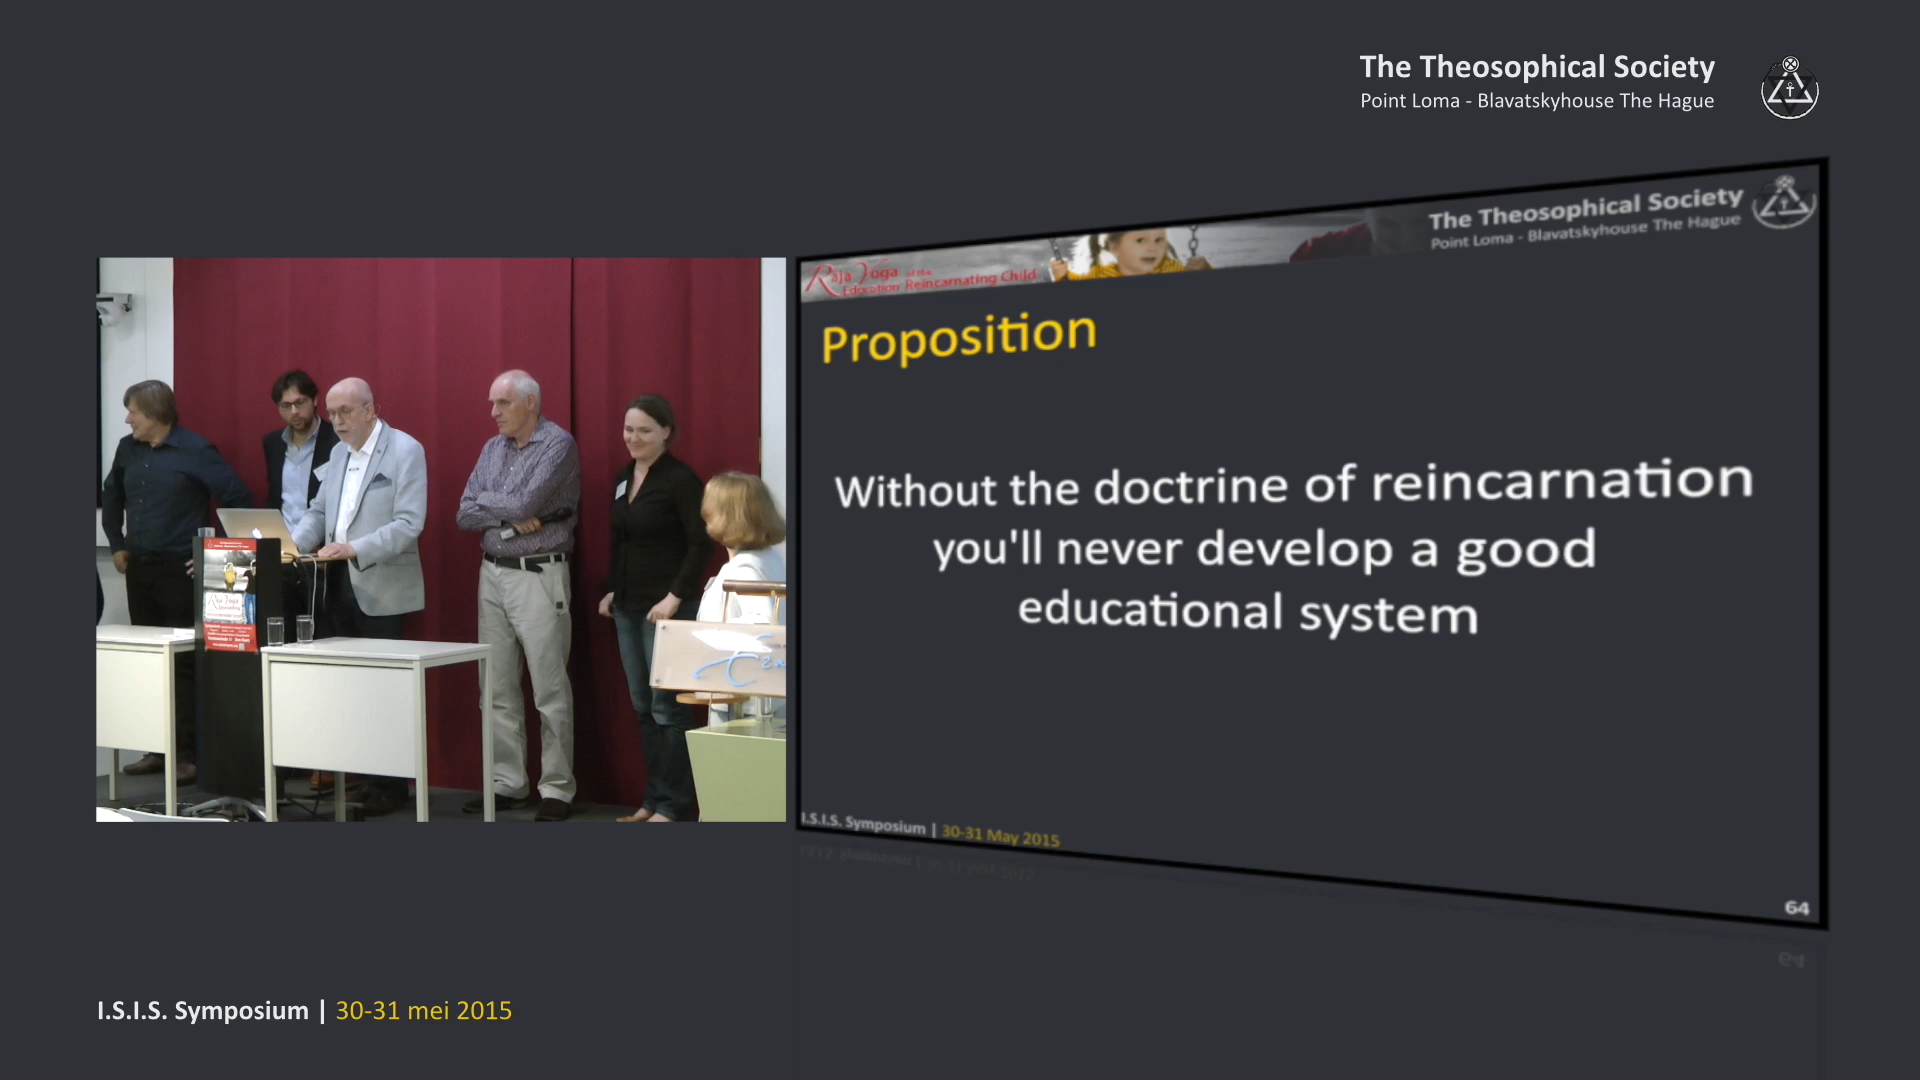 The Theosophical Society
Point Loma - Blavatskyhouse The Hague
The Theosophical Society
Point Loma - Blavatskyhouse The Hague
Rāja Yoga of the
Education Reincarnating Child
Proposition
Without the doctrine of reincarnation
you'll never develop a good
educational system
I.S.I.S. Symposium | 30-31 May 2015
64
I.S.I.S. Symposium | 30-31 mei 2015